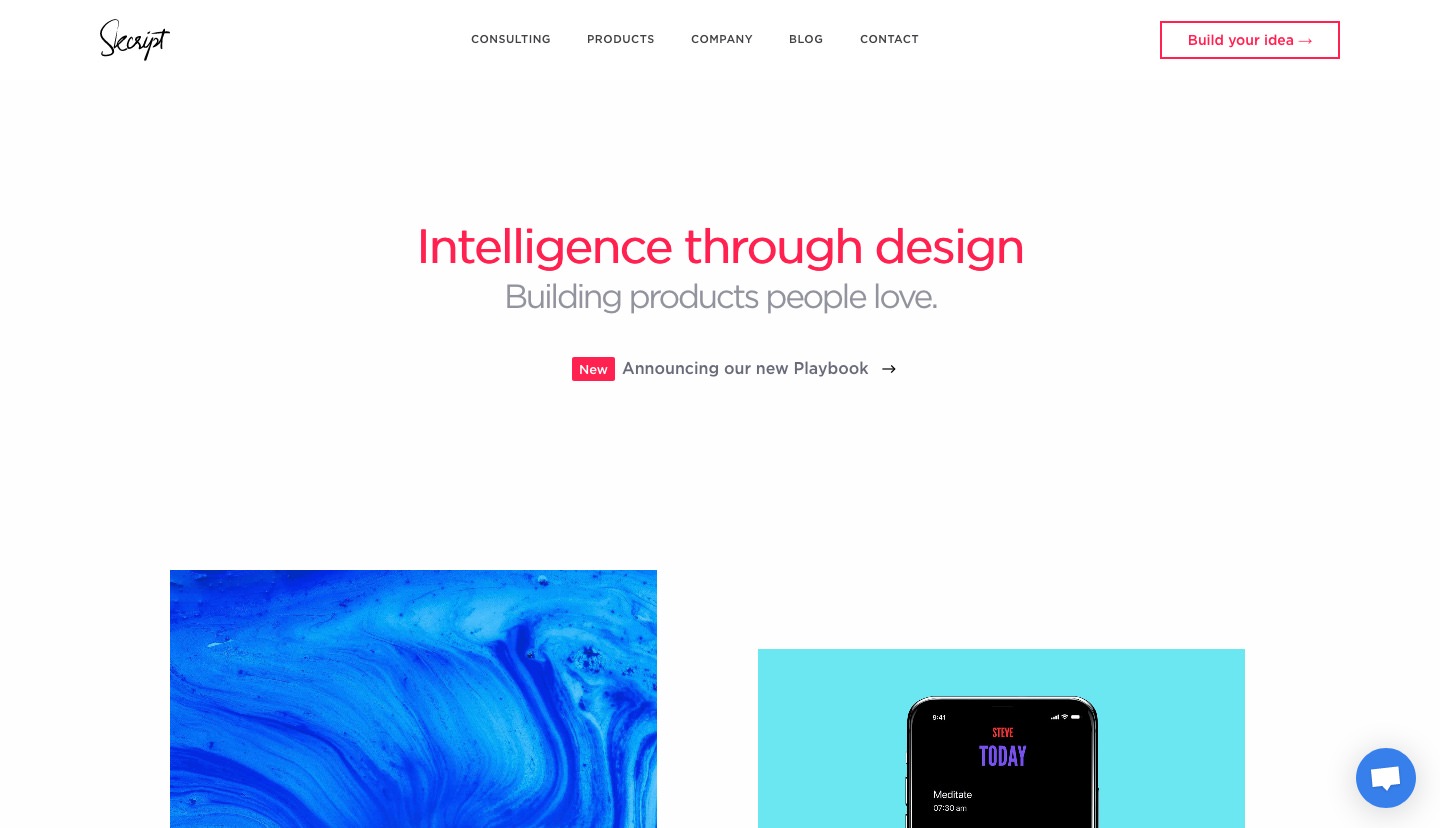 Skcript
CONSULTING PRODUCTS COMPANY BLOG CONTACT
Build your idea →
Intelligence through design
Building products people love.
New Announcing our new Playbook →
9:41
STEVE
TODAY
Meditate
07:30 am